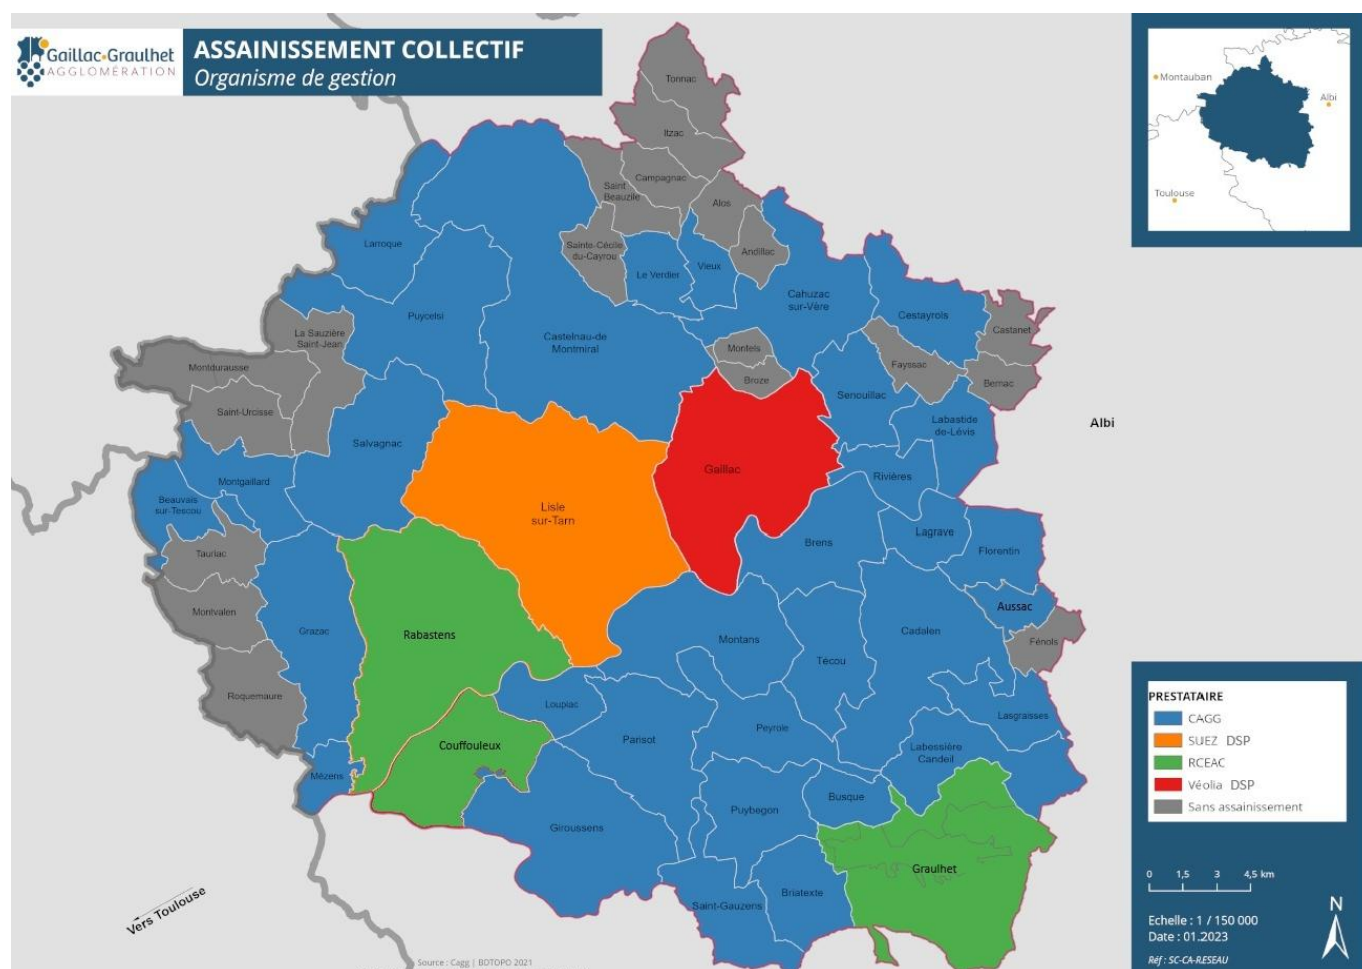 Gaillac•Graulhet
AGGLOMÉRATION
ASSAINISSEMENT COLLECTIF
Organisme de gestion
Montauban
Albi
Toulouse
Tonnac
Itzac
Campagnac
Saint
Beauzile
Alos
Andillac
Sainte-Cécile
du-Cayrou
Le Verdier
Vieux
Larroque
Cahuzac
sur-Vère
Cestayrols
Castanet
Puycelsi
La Sauzière
Saint-Jean
Castelnau-de
Montmiral
Montels
Broze
Fayssac
Bernac
Montdurausse
Saint-Urcisse
Senouillac
Labastide
de-Lévis
Albi
Salvagnac
Gaillac
Rivières
Montgaillard
Beauvais
sur-Tescou
Lisle
sur-Tarn
Brens
Lagrave
Florentin
Tauriac
Montvalen
Aussac
Grazac
Rabastens
Montans
Técou
Cadalen
Fénols
Roquemaure
Loupiac
Parisot
Peyrole
Lasgraisses
Couffouleux
Labessière
Candeil
Mézens
Puybegon
Busque
Giroussens
Graulhet
Briatexte
Saint-Gauzens
Vers Toulouse
Source : Cagg | BDTOPO 2021
PRESTATAIRE
CAGG
SUEZ DSP
RCEAC
Véolia DSP
Sans assainissement
0 1,5 3 4,5 km
N
Echelle : 1 / 150 000
Date : 01.2023
Réf : SC-CA-RESEAU